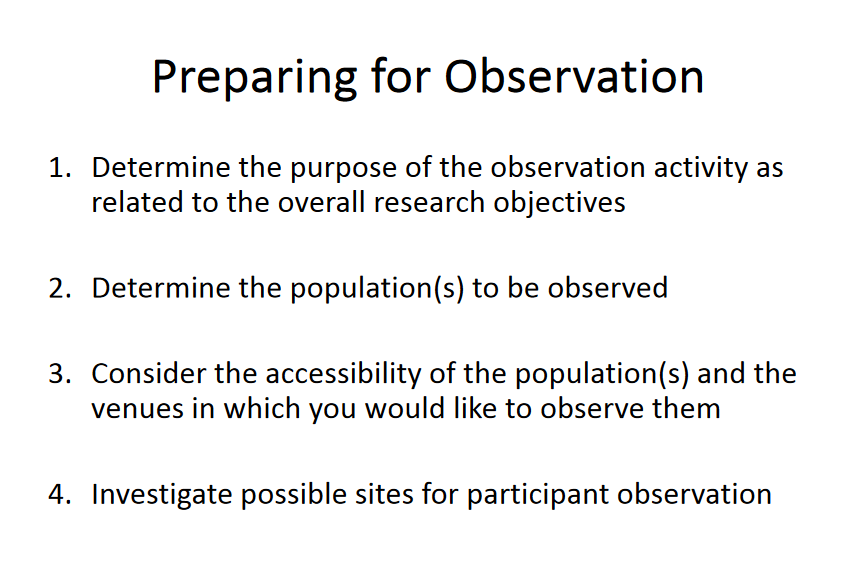 Preparing for Observation
1. Determine the purpose of the observation activity as
related to the overall research objectives
2. Determine the population(s) to be observed
3. Consider the accessibility of the population(s) and the
venues in which you would like to observe them
4. Investigate possible sites for participant observation